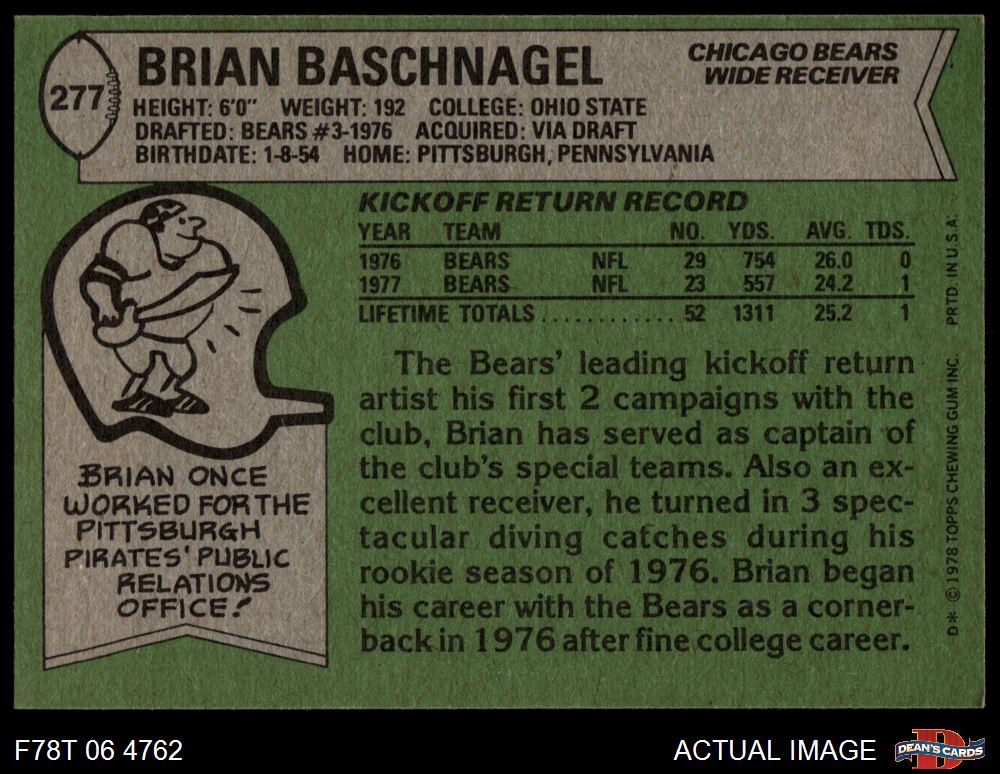 277
BRIAN BASCHNAGEL
CHICAGO BEARS
WIDE RECEIVER
HEIGHT: 6'0" WEIGHT: 192 COLLEGE: OHIO STATE
DRAFTED: BEARS #3-1976 ACQUIRED: VIA DRAFT
BIRTHDATE: 1-8-54 HOME: PITTSBURGH, PENNSYLVANIA
KICKOFF RETURN RECORD
YEAR TEAM NO. YDS. AVG. TDS.
1976 BEARS NFL 29 754 26.0 0
1977 BEARS NFL 23 557 24.2 1
LIFETIME TOTALS............ 52 1311 25.2 1
The Bears' leading kickoff return
artist his first 2 campaigns with the
club, Brian has served as captain of
the club's special teams. Also an ex-
cellent receiver, he turned in 3 spec-
tacular diving catches during his
rookie season of 1976. Brian began
his career with the Bears as a corner-
back in 1976 after fine college career.
BRIAN ONCE
WORKED FOR THE
PITTSBURGH
PIRATES' PUBLIC
RELATIONS
OFFICE!
D* © 1978 TOPPS CHEWING GUM INC. PRTD. IN U.S.A.
F78T 06 4762
ACTUAL IMAGE
D
DEAN'S CARDS